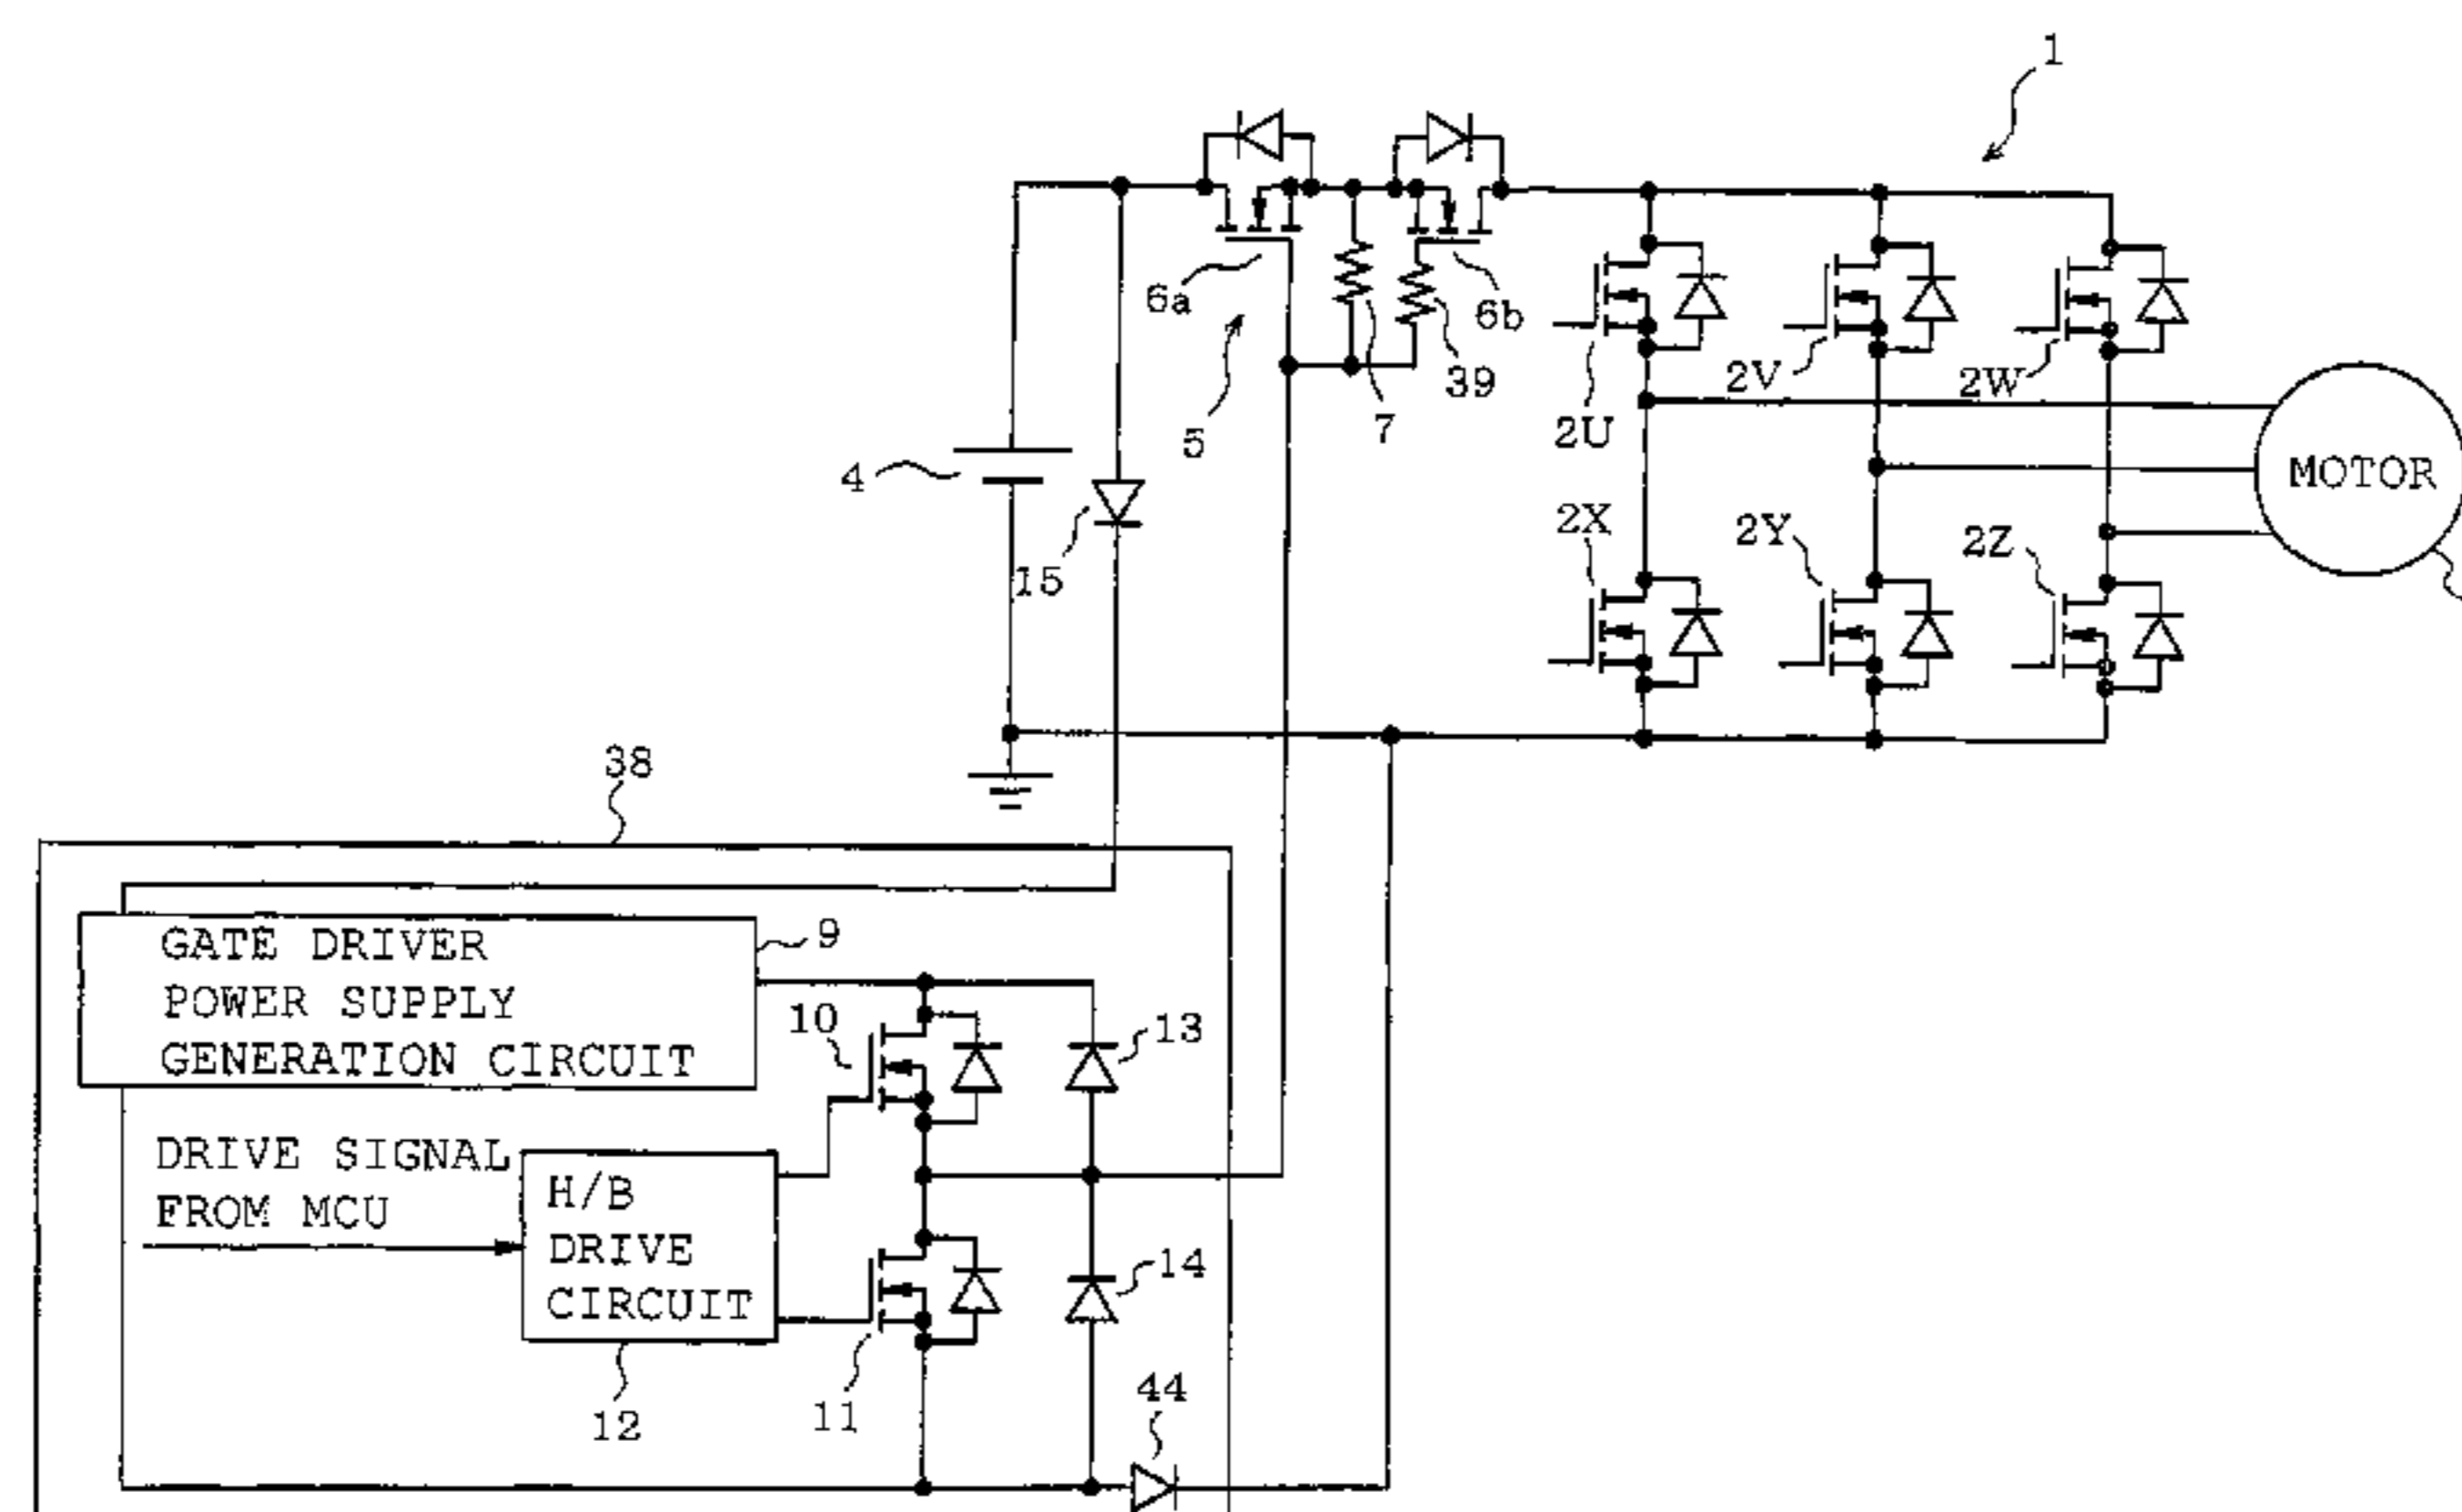 1
6a
6b
5
7
39
4
15
2U
2V
2W
MOTOR
2X
2Y
2Z
38
GATE DRIVER
POWER SUPPLY
GENERATION CIRCUIT
9
10
13
DRIVE SIGNAL
FROM MCU
H/B
DRIVE
CIRCUIT
14
12
11
44